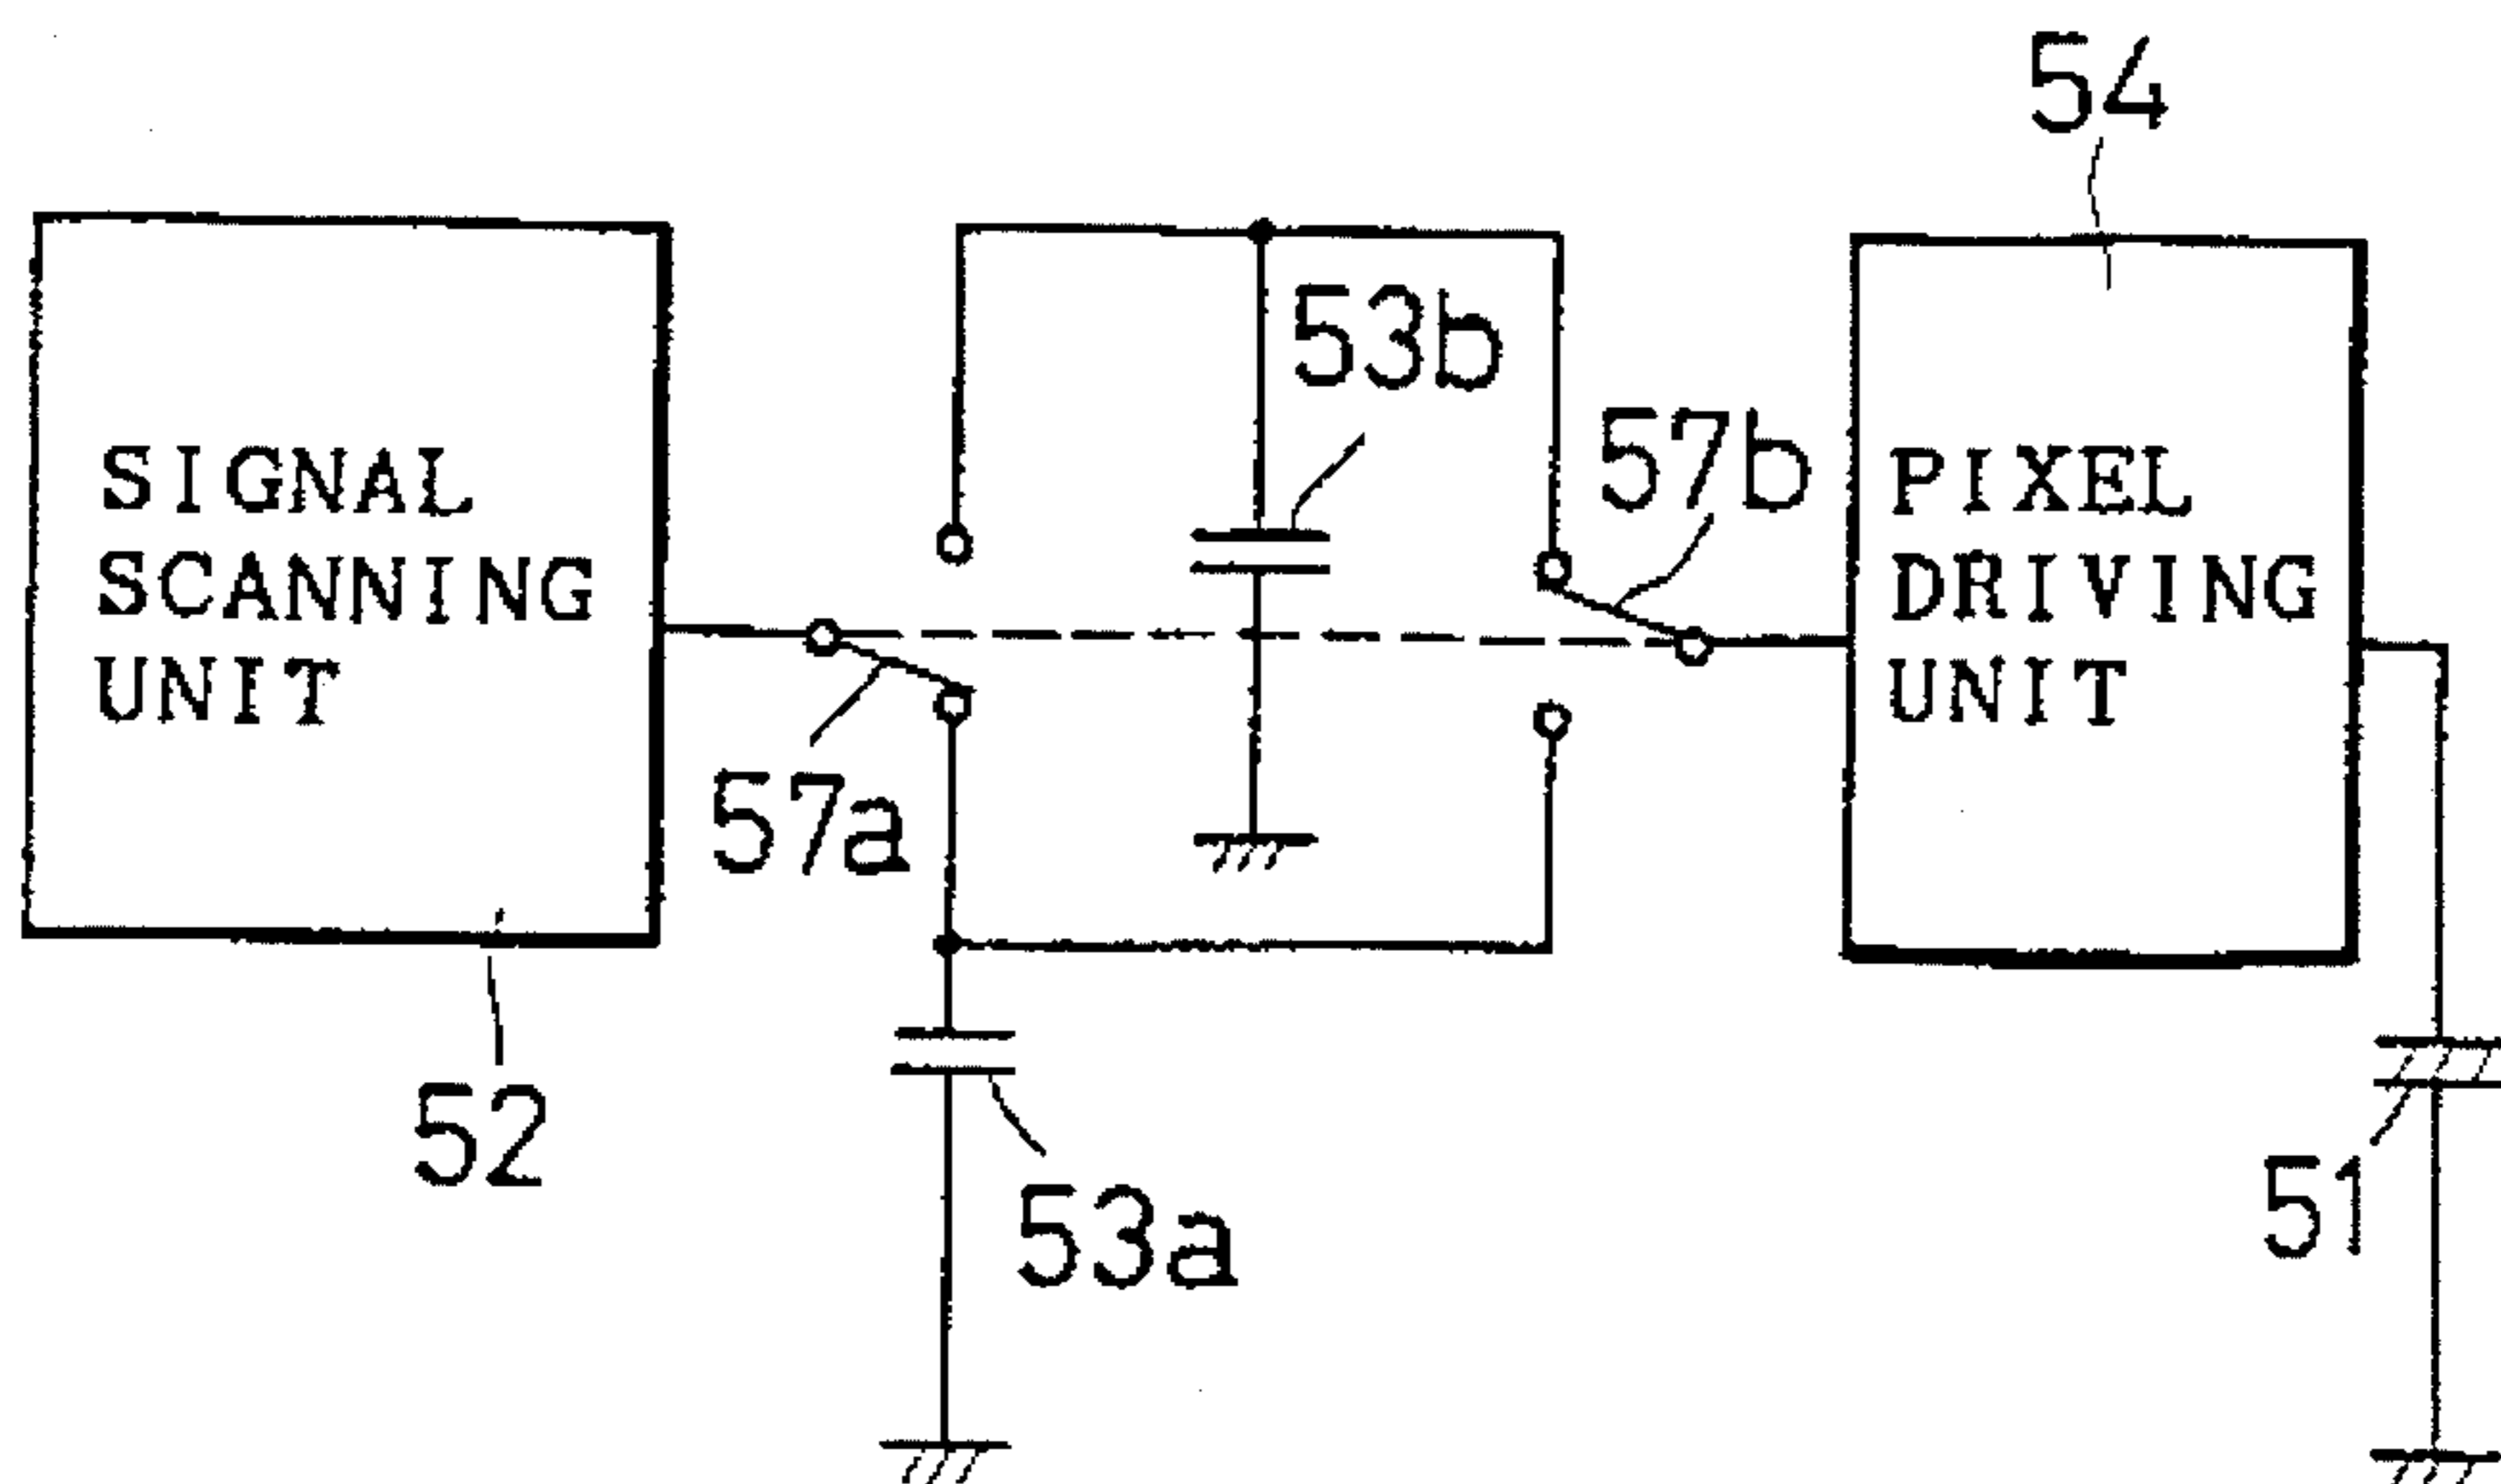 54
53b
57b
SIGNAL
SCANNING
UNIT
PIXEL
DRIVING
UNIT
57a
52
53a
51